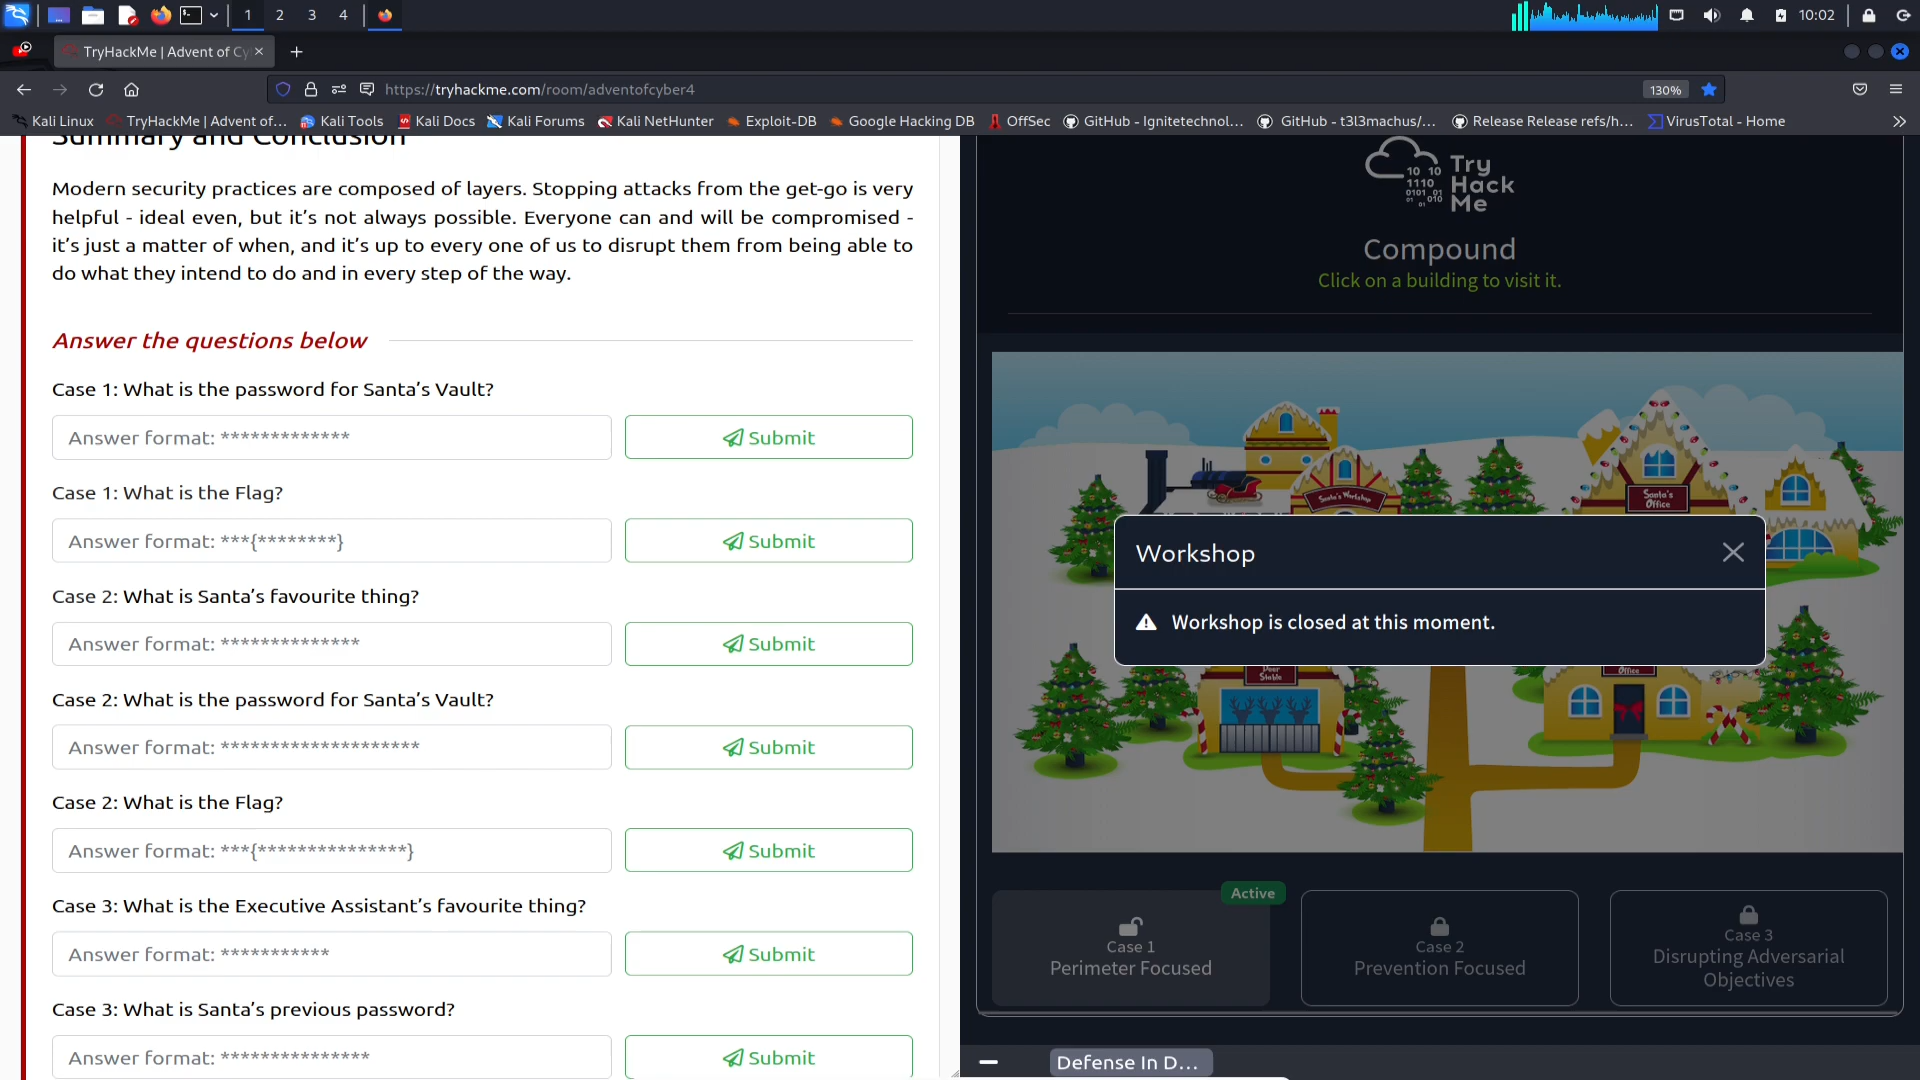 1
2
3
4
10:02
TryHackMe | Advent of Cy
https://tryhackme.com/room/adventofcyber4
130%
Kali Linux
TryHackMe | Advent of...
Kali Tools
Kali Docs
Kali Forums
Kali NetHunter
Exploit-DB
Google Hacking DB
OffSec
GitHub - Ignitetechnol...
GitHub - t3l3machus/...
Release Release refs/h...
VirusTotal - Home
Summary and Conclusion
Modern security practices are composed of layers. Stopping attacks from the get-go is very
helpful - ideal even, but it’s not always possible. Everyone can and will be compromised -
it’s just a matter of when, and it’s up to every one of us to disrupt them from being able to
do what they intend to do and in every step of the way.
Answer the questions below
Case 1: What is the password for Santa’s Vault?
Answer format: *************
Submit
Case 1: What is the Flag?
Answer format: ***{********}
Submit
Case 2: What is Santa’s favourite thing?
Answer format: **************
Submit
Case 2: What is the password for Santa’s Vault?
Answer format: ********************
Submit
Case 2: What is the Flag?
Answer format: ***{***************}
Submit
Case 3: What is the Executive Assistant’s favourite thing?
Answer format: ***********
Submit
Case 3: What is Santa’s previous password?
Answer format: ***************
Submit
Try
Hack
Me
Compound
Click on a building to visit it.
Santa's Workshop
Santa's
Office
Workshop
Workshop is closed at this moment.
Stable
Office
Active
Case 1
Perimeter Focused
Case 2
Prevention Focused
Case 3
Disrupting Adversarial
Objectives
Defense In D...